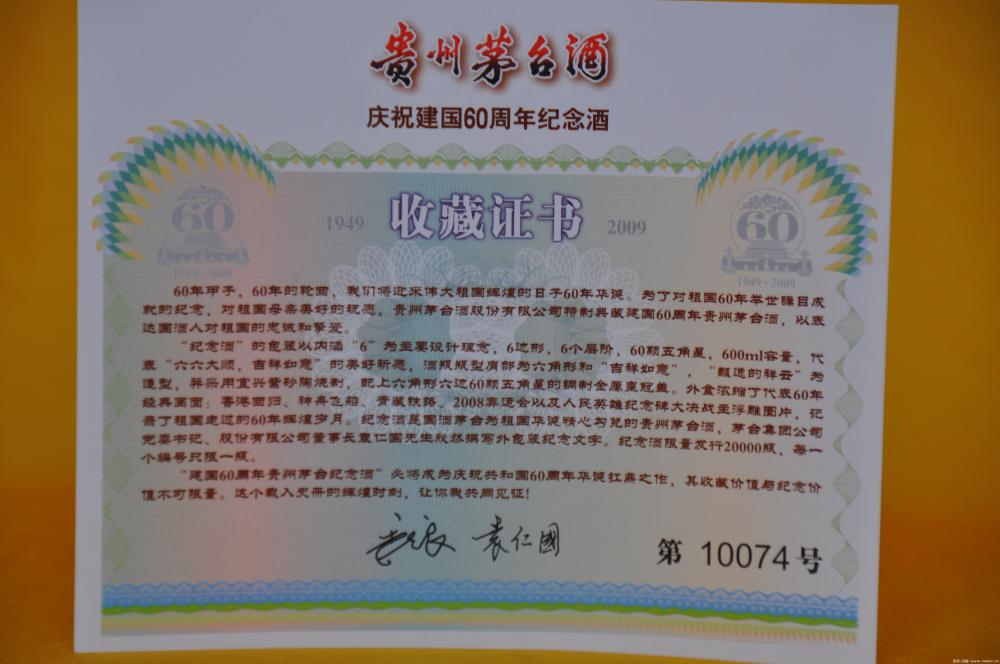 贵州茅台酒
庆祝建国60周年纪念酒
60
1949-2009
1949 收藏证书 2009
60
1949-2009
60年甲子，60年的轮回，我们将迎来伟大祖国辉煌的日子60年华诞。为了对祖国60年举世瞩目成
就的纪念，对祖国母亲美好的祝愿，贵州茅台酒股份有限公司特制典藏建国60周年贵州茅台酒，以表
达国酒人对祖国的忠诚和挚爱。
“纪念酒”的包装以内涵“6”为主要设计理念，6边形，6个层阶，60颗五角星，600ml容量，代
表“六六大顺，吉祥如意”的美好祈愿。酒瓶瓶型肩部为六角形和“吉祥如意”，“甄选的祥云”为
造型，并采用宜兴紫砂陶烧制，配上六角形六边60颗五角星的铜制金属座冠盖。外盒浓缩了代表60年
经典画面：香港回归、神舟飞船、青藏铁路、2008奥运会以及人民英雄纪念碑大决战至浮雕图片，记
录了祖国走过的60年辉煌岁月。纪念酒是国酒茅台为祖国华诞精心勾兑的贵州茅台酒，茅台集团公司
党委书记、股份有限公司董事长袁仁国先生欣然撰写外包装纪念文字。纪念酒限量发行20000瓶，每一
个编号只限一瓶。
“建国60周年贵州茅台纪念酒”必将成为庆祝共和国60周年华诞扛鼎之作，其收藏价值与纪念价
值不可限量。这个载入史册的辉煌时刻，让你我共同见证！
袁仁國
第 10074 号